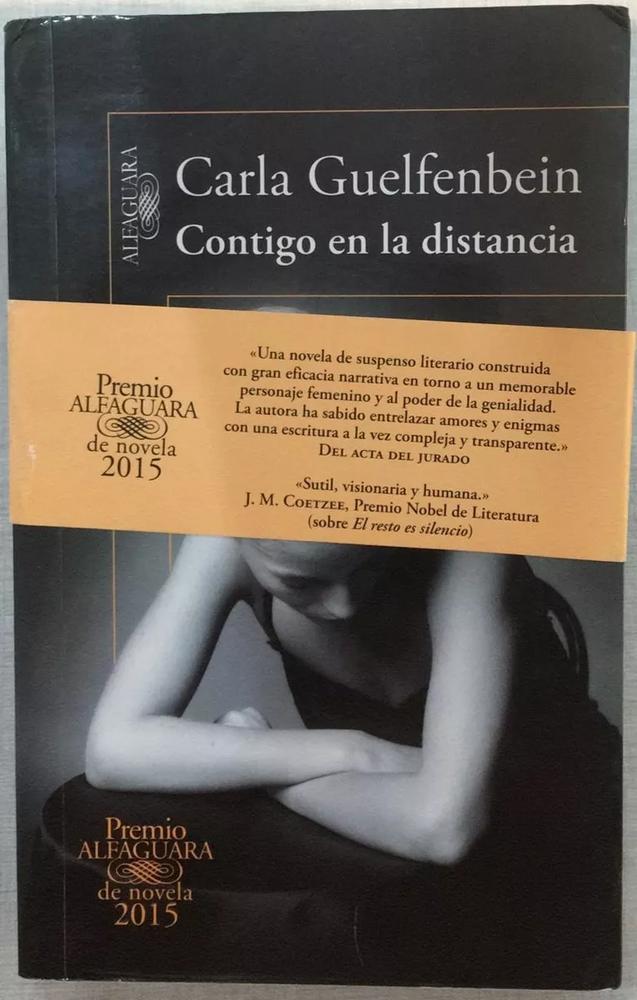 ALFAGUARA
Carla Guelfenbein
Contigo en la distancia
Premio
ALFAGUARA
de novela
2015
«Una novela de suspenso literario construida
con gran eficacia narrativa en torno a un memorable
personaje femenino y al poder de la genialidad.
La autora ha sabido entrelazar amores y enigmas
con una escritura a la vez compleja y transparente.»
DEL ACTA DEL JURADO
«Sutil, visionaria y humana.»
J. M. COETZEE, Premio Nobel de Literatura
(sobre El resto es silencio)
Premio
ALFAGUARA
de novela
2015